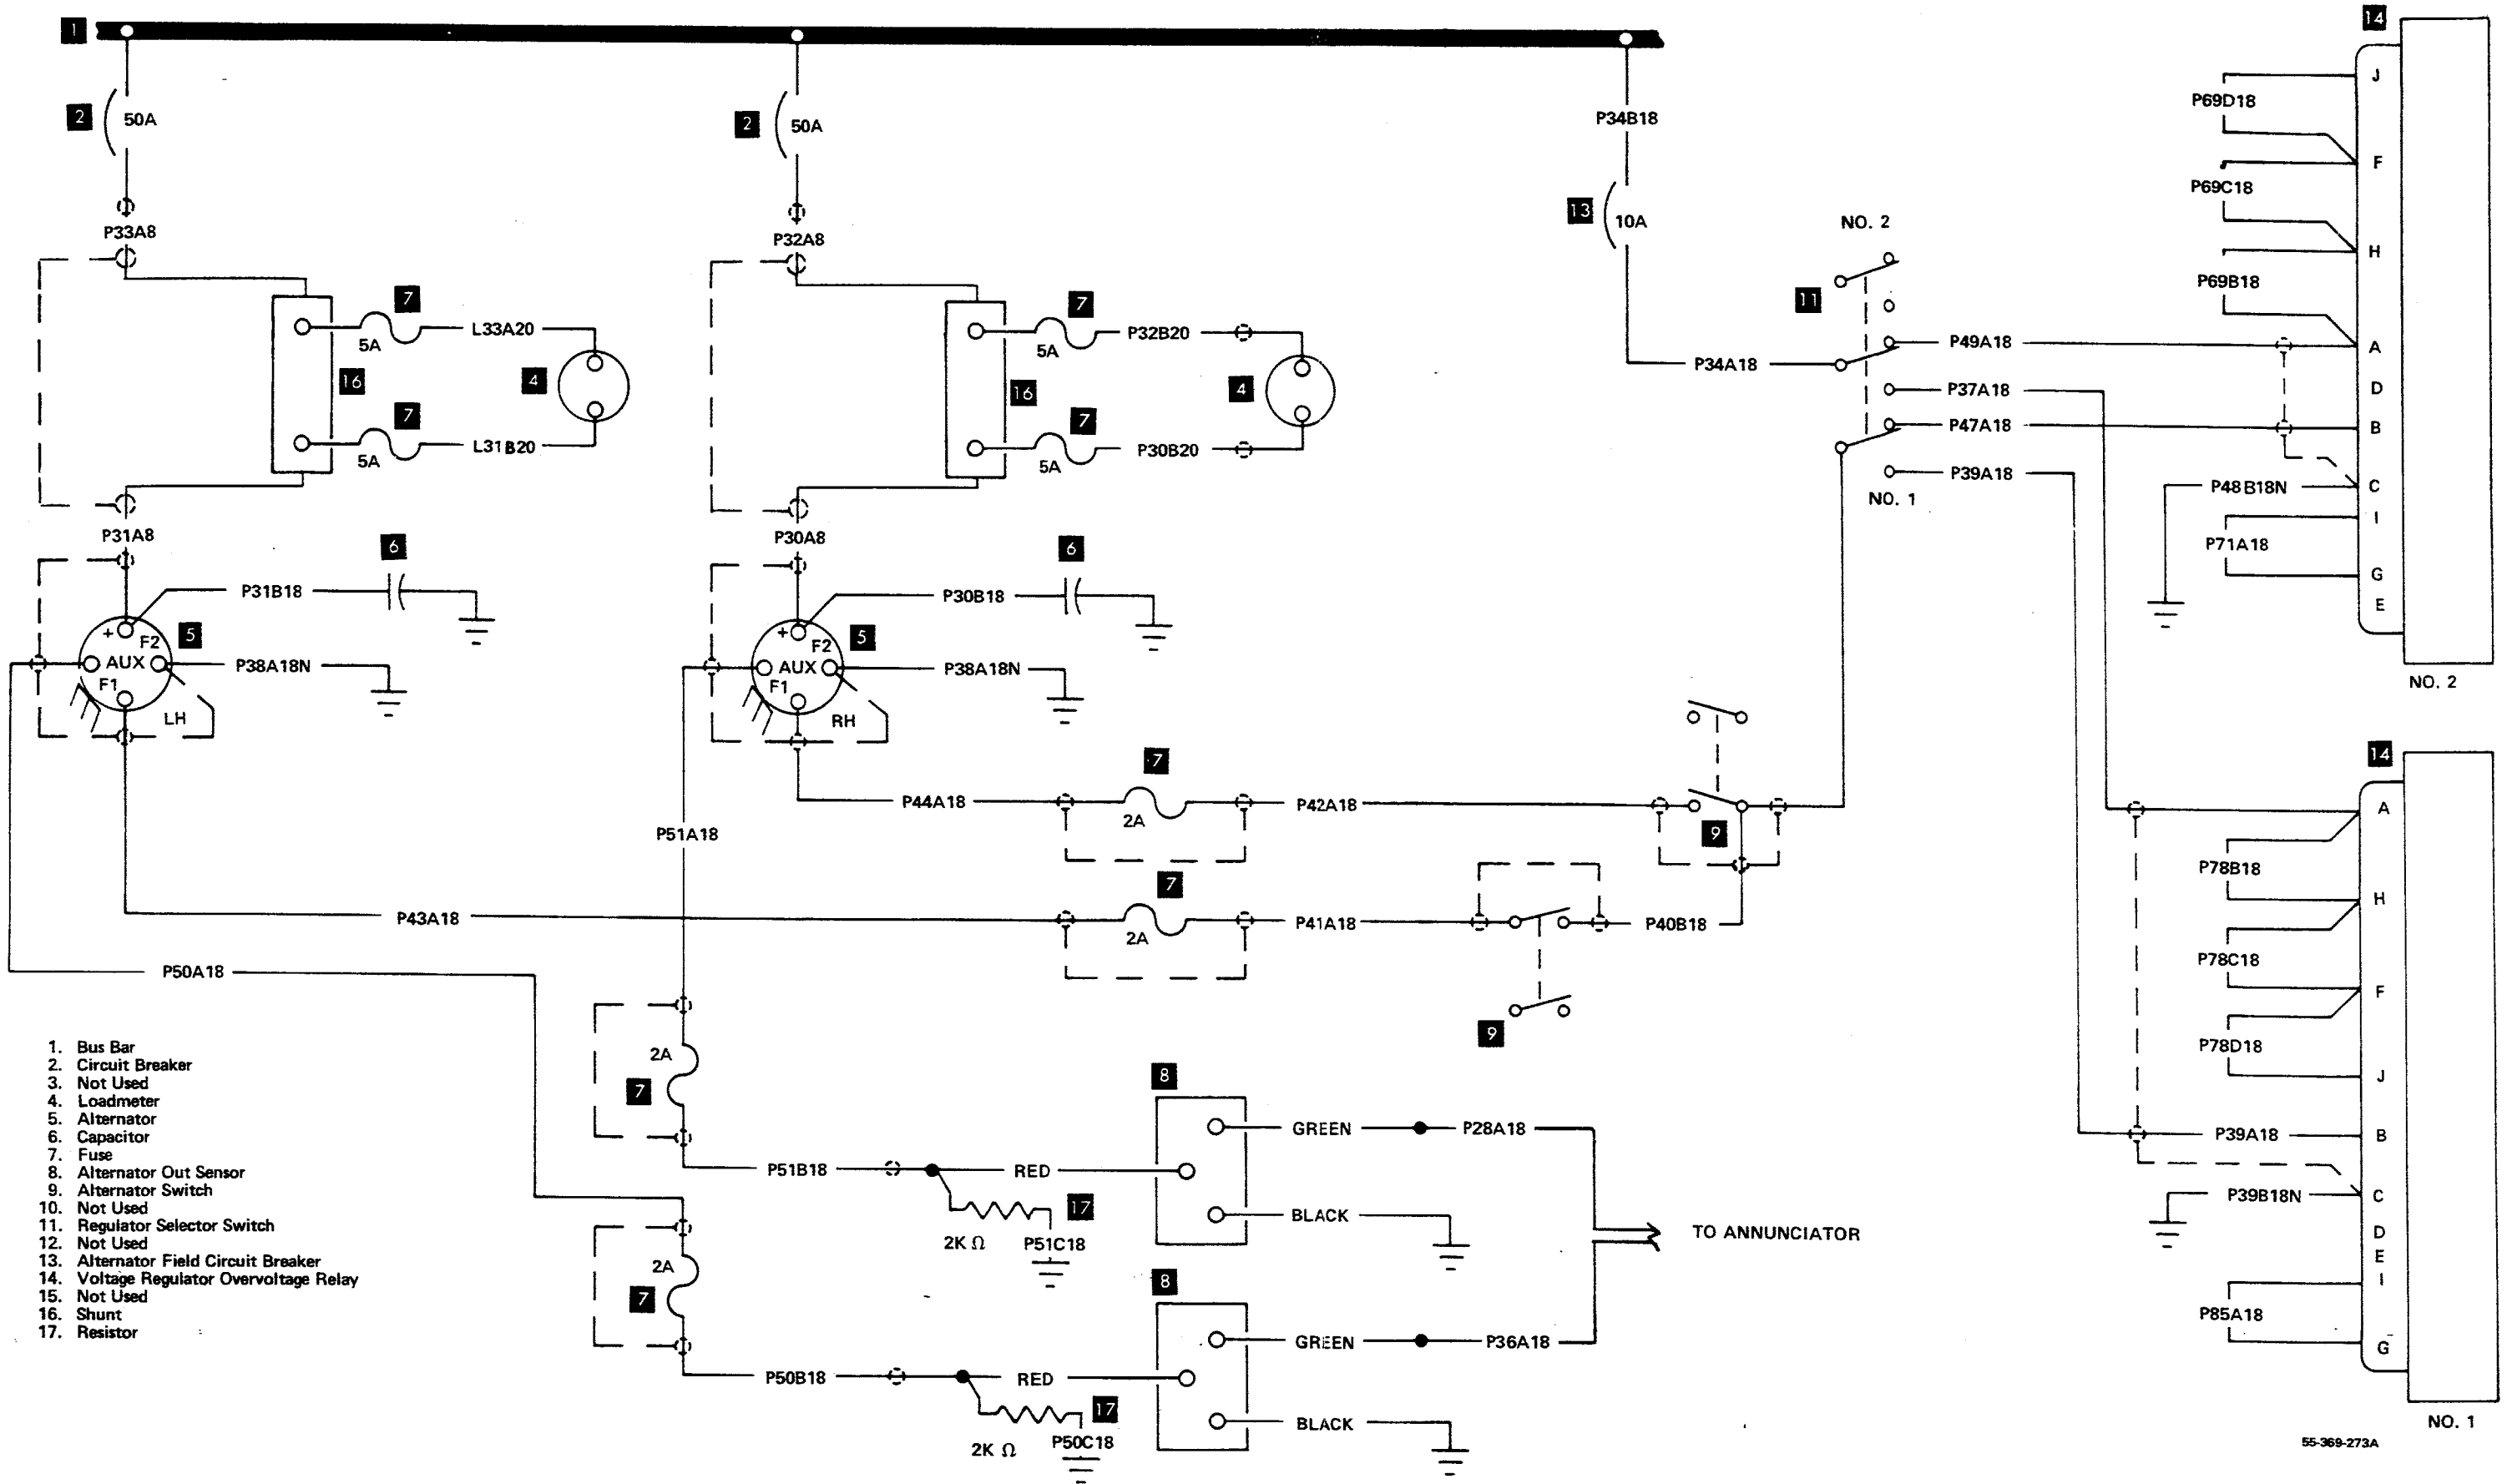 1
14
J
P69D18
2
50A
2
50A
P34B18
F
P69C18
13
10A
NO. 2
P33A8
P32A8
H
P69B18
7
7
11
L33A20
P32B20
5A
5A
P49A18
A
P34A18
16
4
16
4
P37A18
D
7
7
P47A18
B
L31B20
P30B20
5A
5A
P39A18
P48B18N
C
NO. 1
I
P31A8
P30A8
P71A18
6
6
G
P31B18
P30B18
E
+
F2
5
+
F2
5
AUX
P38A18N
AUX
P38A18N
F1
F1
NO. 2
LH
RH
14
7
P44A18
P42A18
A
2A
P51A18
9
P78B18
7
H
P43A18
P41A18
P40B18
2A
P78C18
P50A18
F
9
1. Bus Bar
2. Circuit Breaker
3. Not Used
4. Loadmeter
5. Alternator
6. Capacitor
7. Fuse
8. Alternator Out Sensor
9. Alternator Switch
10. Not Used
11. Regulator Selector Switch
12. Not Used
13. Alternator Field Circuit Breaker
14. Voltage Regulator Overvoltage Relay
15. Not Used
16. Shunt
17. Resistor
2A
7
8
P78D18
J
GREEN
P28A18
P39A18
B
P51B18
RED
P39B18N
C
17
BLACK
2K Ω
P51C18
TO ANNUNCIATOR
D
E
I
2A
7
8
P85A18
GREEN
P36A18
G
P50B18
RED
17
BLACK
2K Ω
P50C18
NO. 1
55-369-273A